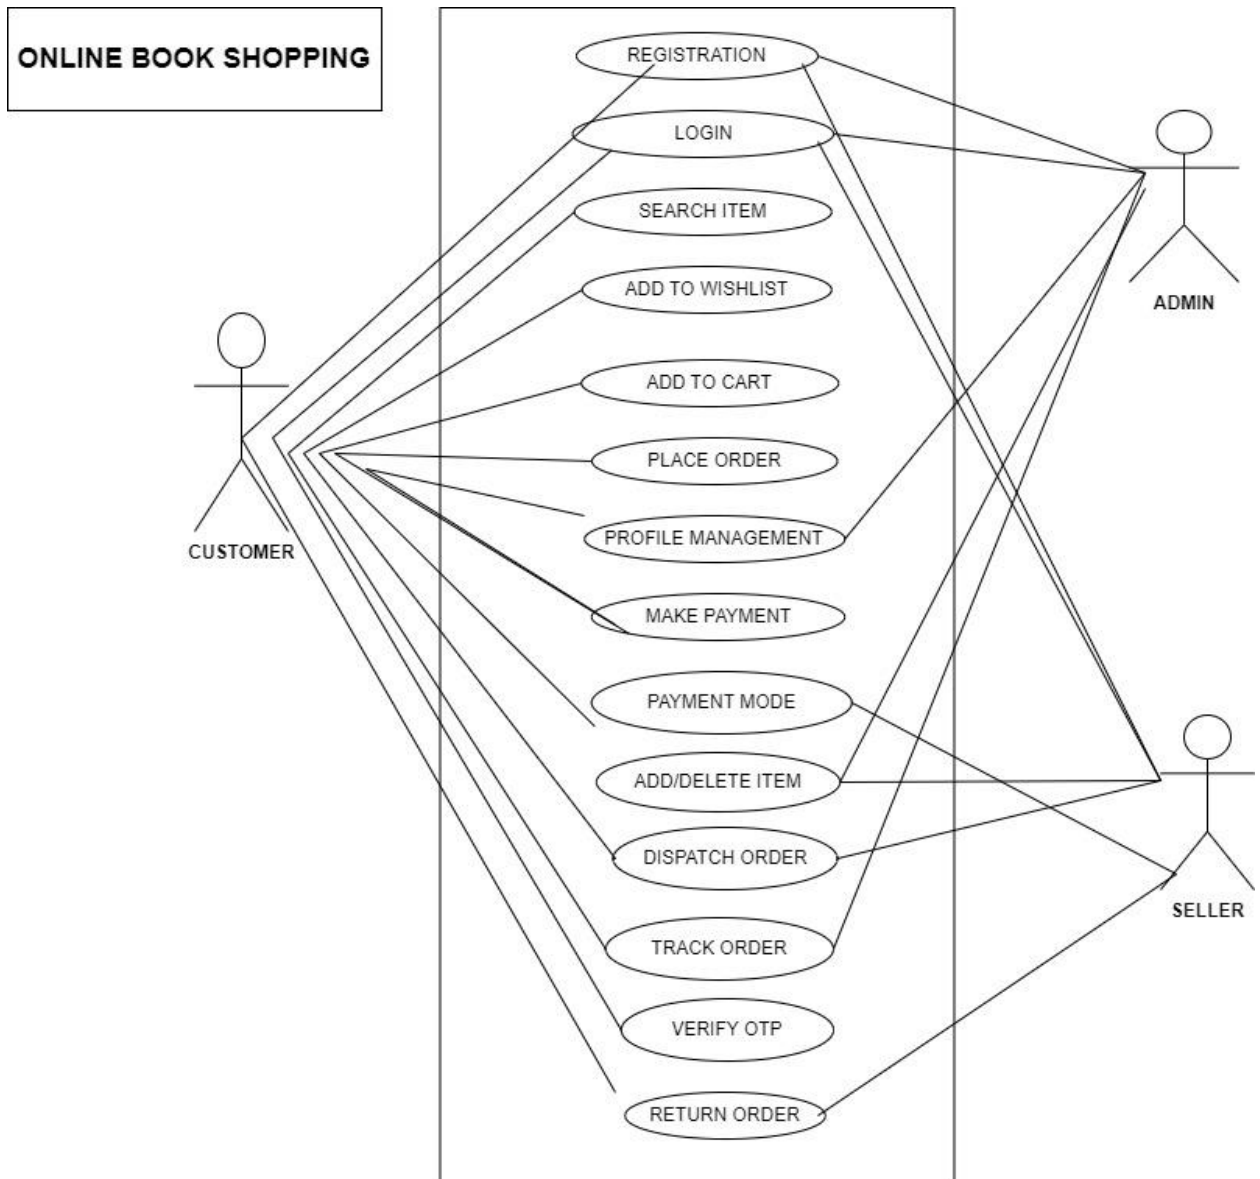 ONLINE BOOK SHOPPING
REGISTRATION
LOGIN
SEARCH ITEM
ADD TO WISHLIST
ADMIN
ADD TO CART
PLACE ORDER
PROFILE MANAGEMENT
CUSTOMER
MAKE PAYMENT
PAYMENT MODE
ADD/DELETE ITEM
DISPATCH ORDER
SELLER
TRACK ORDER
VERIFY OTP
RETURN ORDER